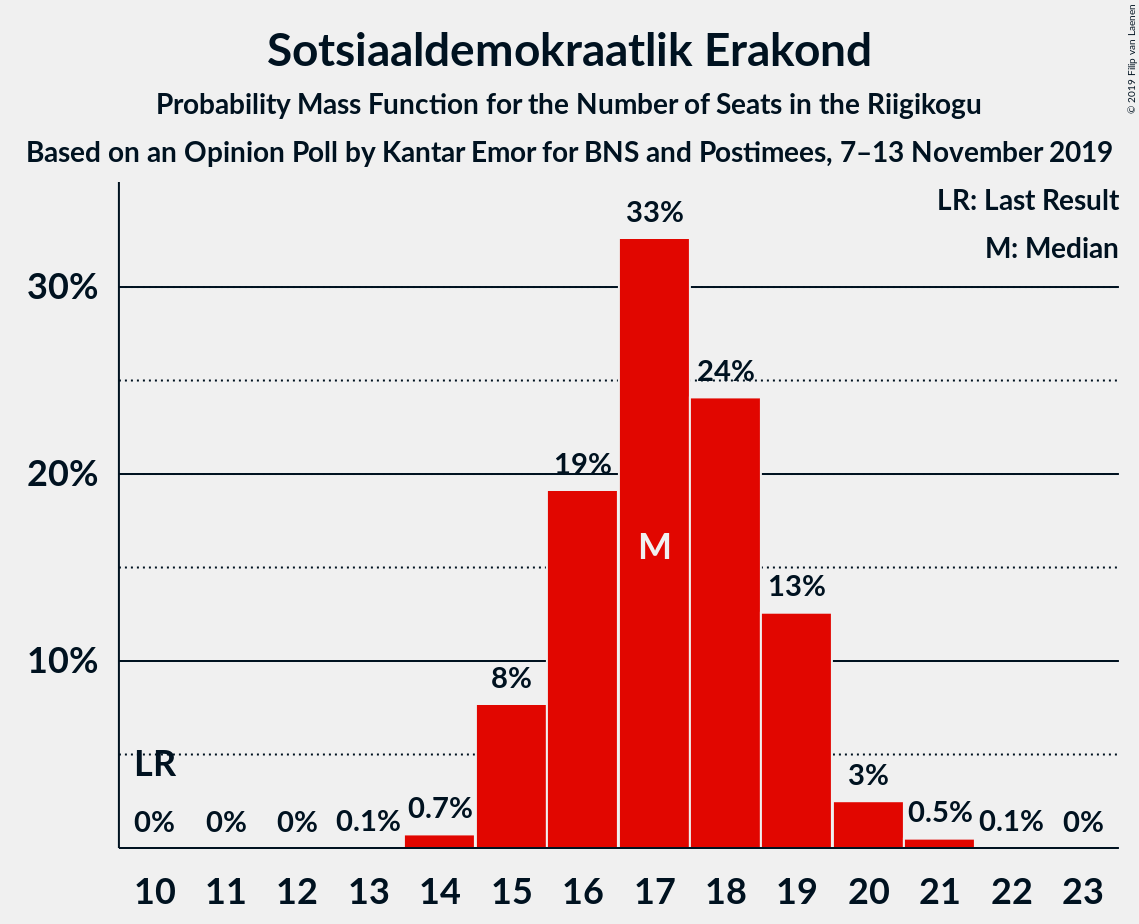 Sotsiaaldemokraatlik Erakond
Probability Mass Function for the Number of Seats in the Riigikogu
Based on an Opinion Poll by Kantar Emor for BNS and Postimees, 7–13 November 2019
© 2019 Filip van Laenen
LR: Last Result
M: Median
33%
30%
24%
19%
20%
M
13%
10%
8%
LR
3%
0% 0% 0% 0.1% 0.7% 0.5% 0.1% 0%
10 11 12 13 14 15 16 17 18 19 20 21 22 23